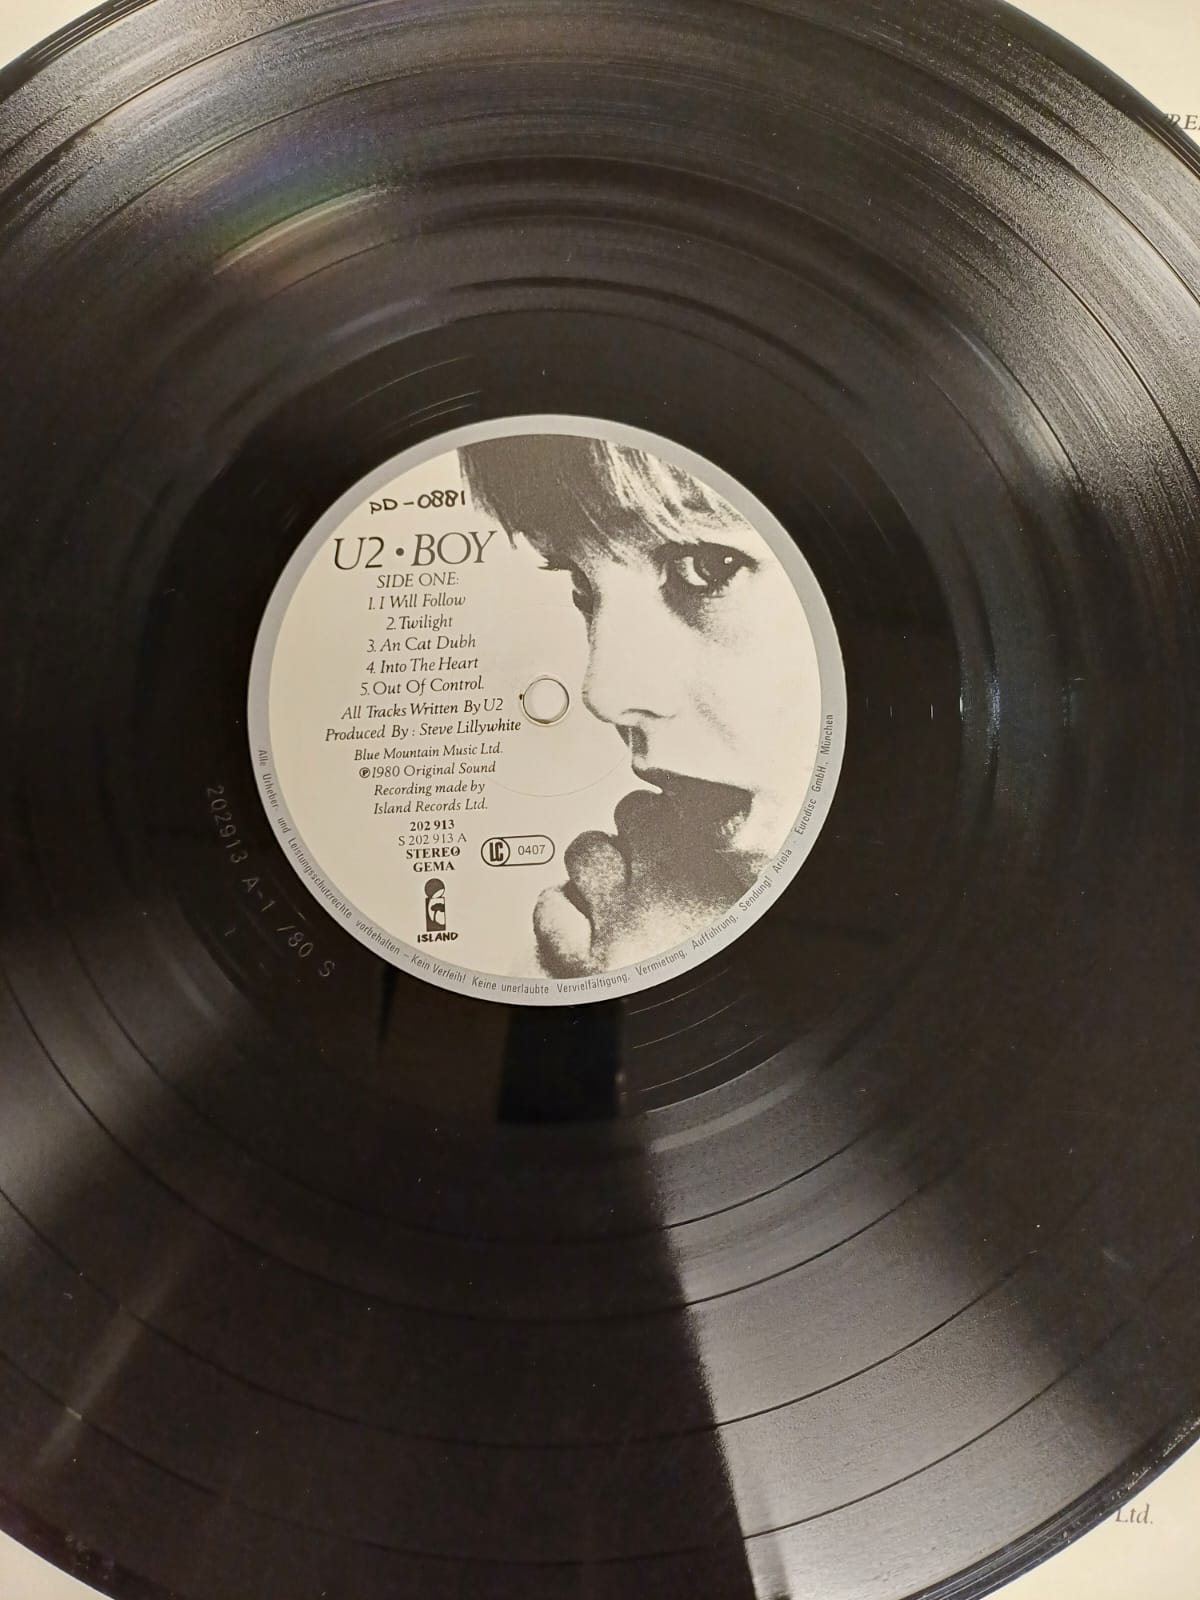 PD-0881
U2 • BOY
SIDE ONE:
1. I Will Follow
2. Twilight
3. An Cat Dubh
4. Into The Heart
5. Out Of Control.
All Tracks Written By U2
Produced By : Steve Lillywhite
Blue Mountain Music Ltd.
℗1980 Original Sound
Recording made by
Island Records Ltd.
202 913
S 202 913 A
STEREO
GEMA
LC 0407
ISLAND
Alle Urheber- und Leistungsschutzrechte vorbehalten – Kein Verleih! Keine unerlaubte Vervielfältigung, Vermietung, Aufführung, Sendung! Ariola - Eurodisc GmbH, München
202913 A-1 /80 S
1
Ltd.